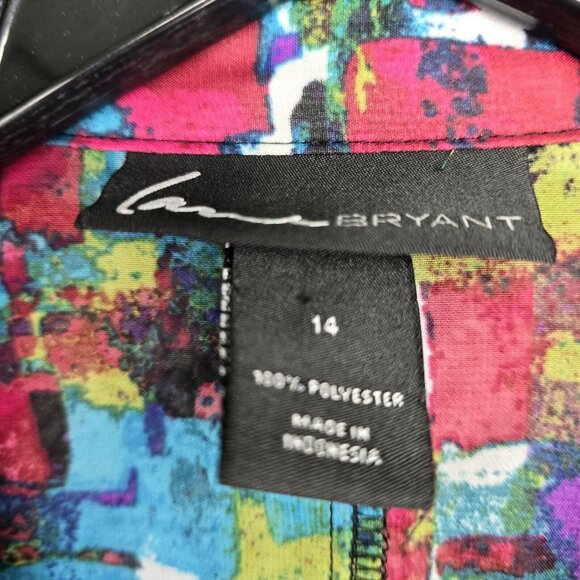 Lane BRYANT
14
100% POLYESTER
MADE IN
INDONESIA